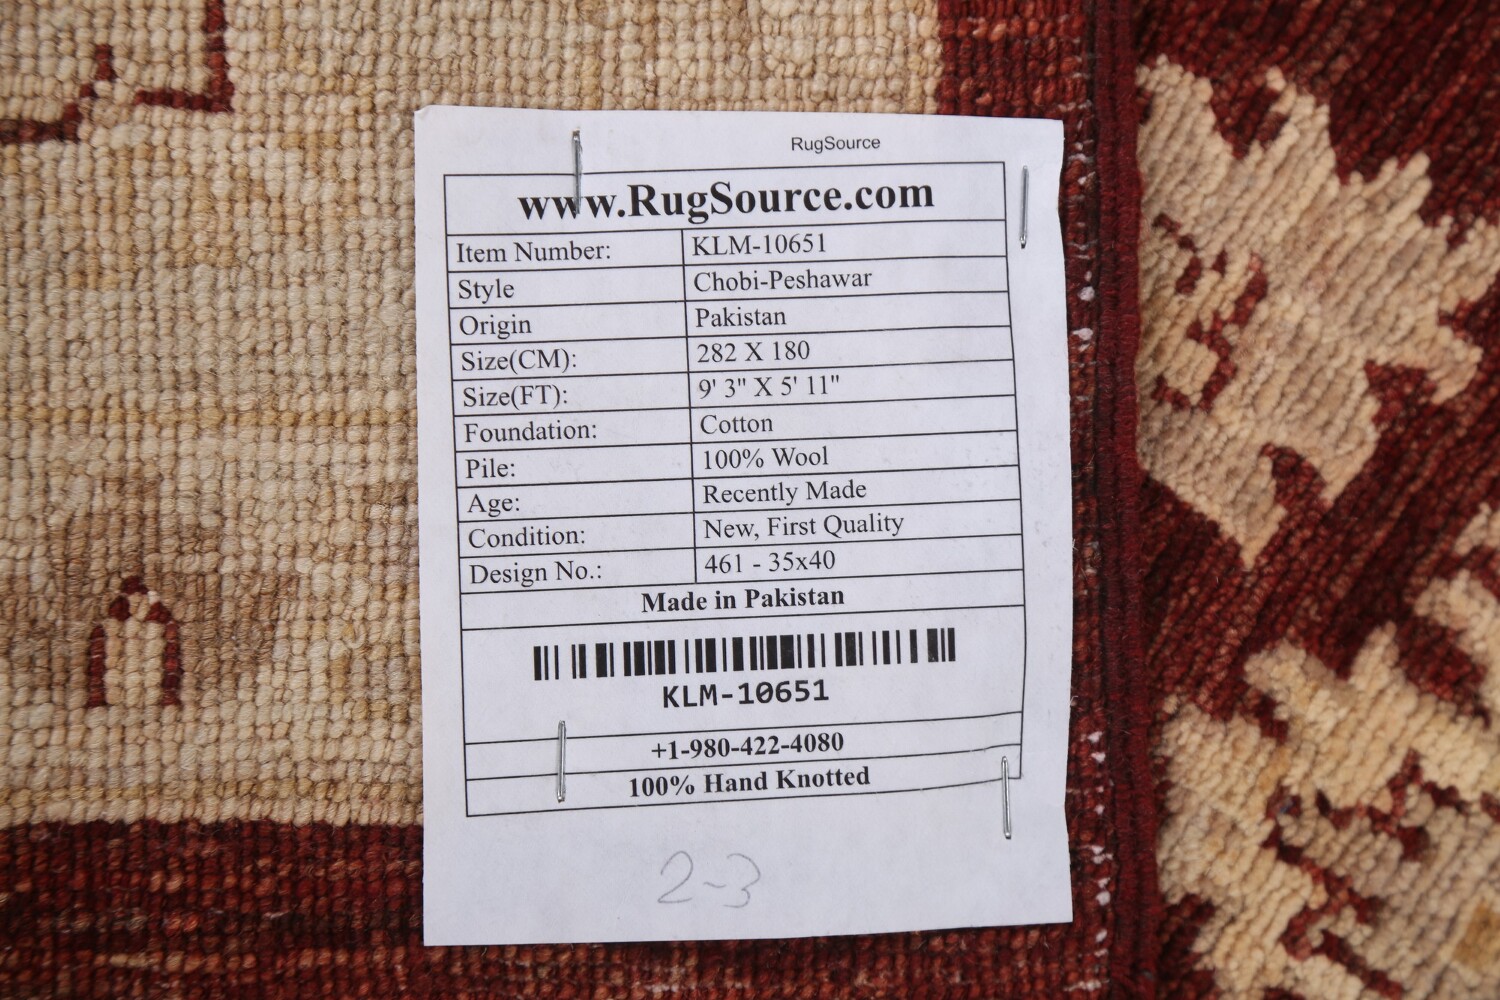 RugSource
www.RugSource.com
Item Number: KLM-10651
Style Chobi-Peshawar
Origin Pakistan
Size(CM): 282 X 180
Size(FT): 9' 3" X 5' 11"
Foundation: Cotton
Pile: 100% Wool
Age: Recently Made
Condition: New, First Quality
Design No.: 461 - 35x40
Made in Pakistan
KLM-10651
+1-980-422-4080
100% Hand Knotted
2-3